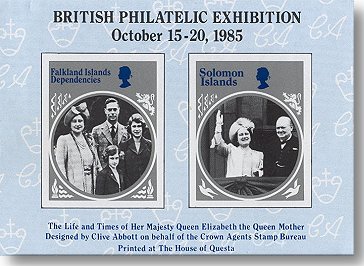 BRITISH PHILATELIC EXHIBITION
October 15-20, 1985
Falkland Islands
Dependencies
Solomon
Islands
The Life and Times of Her Majesty Queen Elizabeth the Queen Mother
Designed by Clive Abbott on behalf of the Crown Agents Stamp Bureau
Printed at The House of Questa